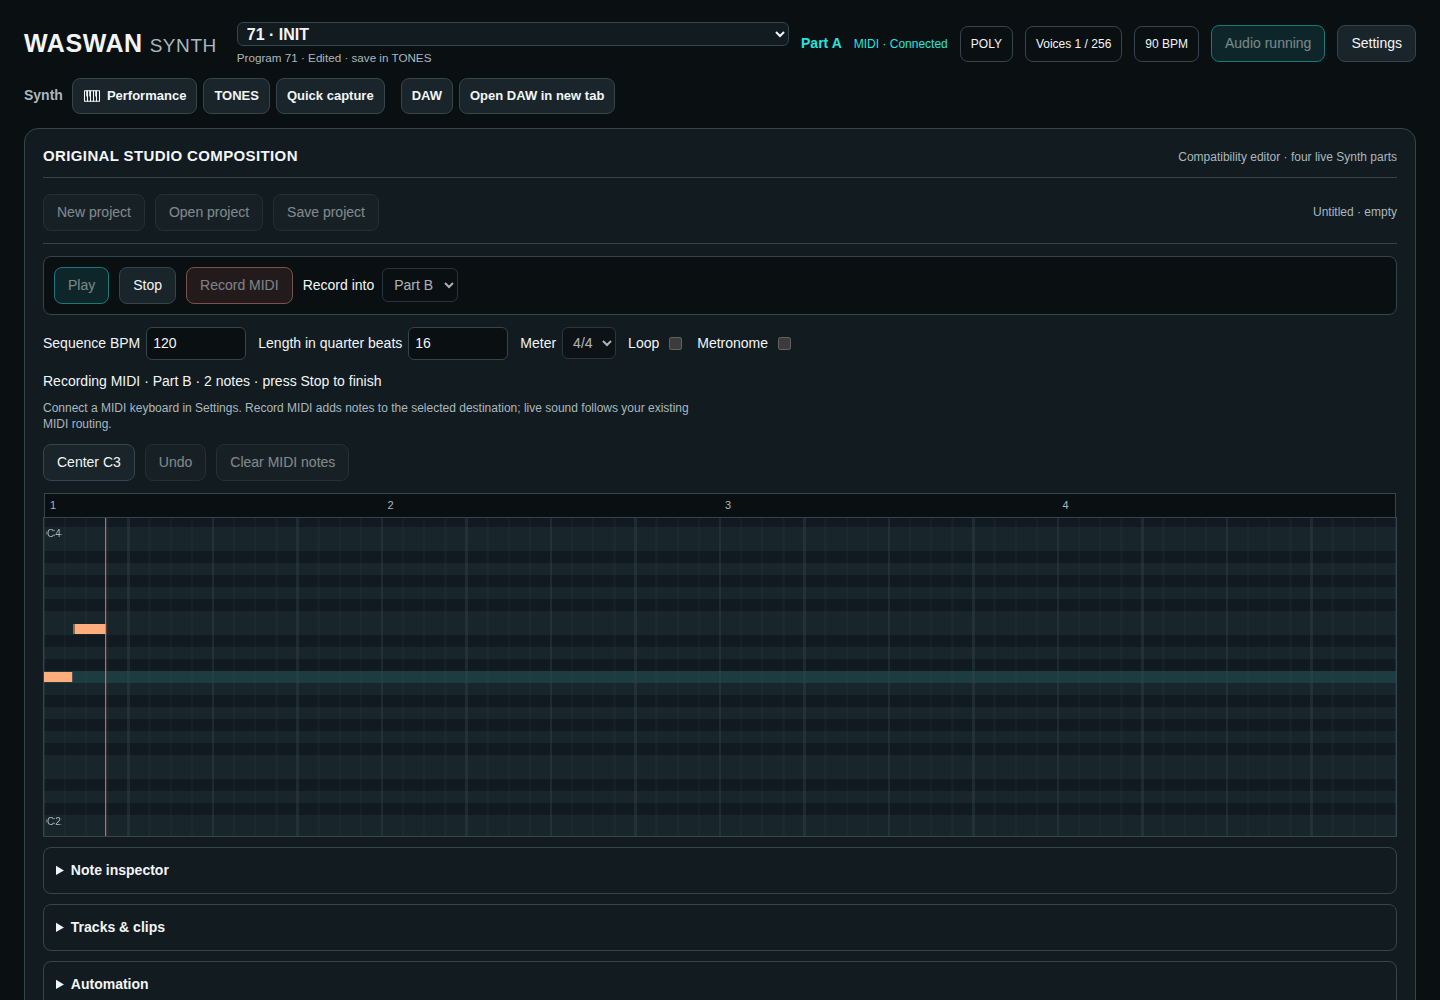 WASWAN SYNTH
71 · INIT
Program 71 · Edited · save in TONES
Part A
MIDI · Connected
POLY
Voices 1 / 256
90 BPM
Audio running
Settings
Synth
Performance
TONES
Quick capture
DAW
Open DAW in new tab
ORIGINAL STUDIO COMPOSITION
Compatibility editor · four live Synth parts
New project
Open project
Save project
Untitled · empty
Play
Stop
Record MIDI
Record into
Part B
Sequence BPM
120
Length in quarter beats
16
Meter
4/4
Loop
Metronome
Recording MIDI · Part B · 2 notes · press Stop to finish
Connect a MIDI keyboard in Settings. Record MIDI adds notes to the selected destination; live sound follows your existing
MIDI routing.
Center C3
Undo
Clear MIDI notes
1
2
3
4
C4
C2
Note inspector
Tracks & clips
Automation